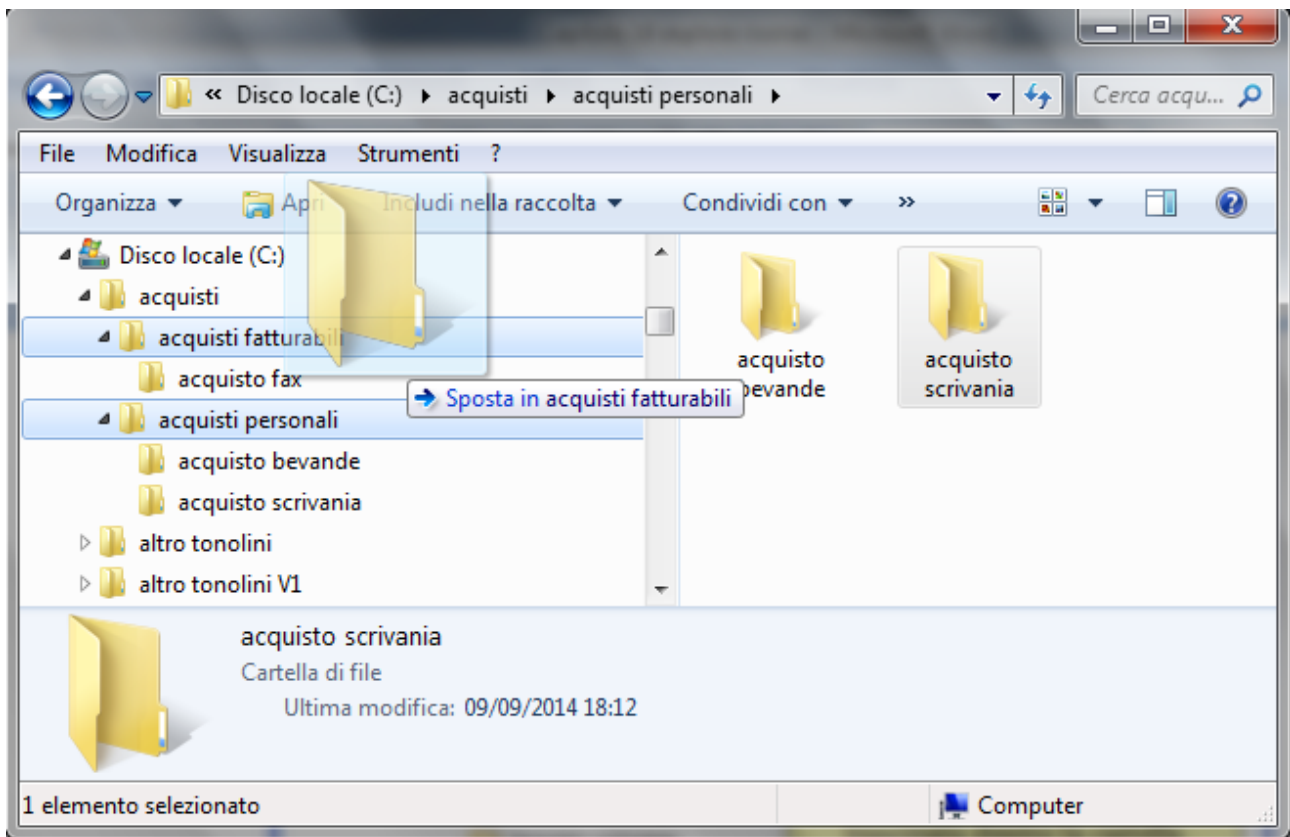 « Disco locale (C:) acquisti acquisti personali
Cerca acqu...
File Modifica Visualizza Strumenti ?
Organizza Apri Includi nella raccolta Condividi con »
Disco locale (C:)
acquisti
acquisti fatturabili
acquisto fax
acquisti personali
acquisto bevande
acquisto scrivania
altro tonolini
altro tonolini V1
Sposta in acquisti fatturabili
acquisto
bevande
acquisto
scrivania
acquisto scrivania
Cartella di file
Ultima modifica: 09/09/2014 18:12
1 elemento selezionato
Computer